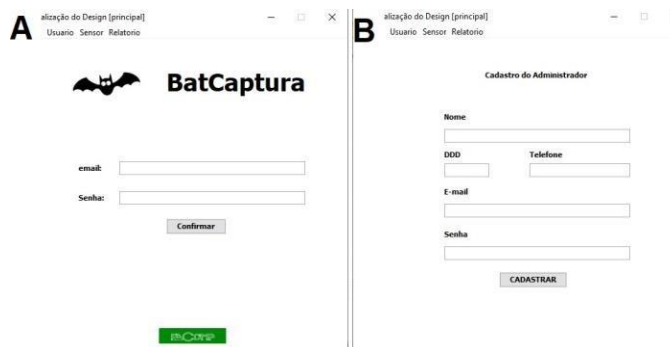 A
alização do Design [principal]
Usuario Sensor Relatorio
BatCaptura
email:
Senha:
Confirmar
B
alização do Design [principal]
Usuario Sensor Relatorio
Cadastro do Administrador
Nome
DDD Telefone
E-mail
Senha
CADASTRAR